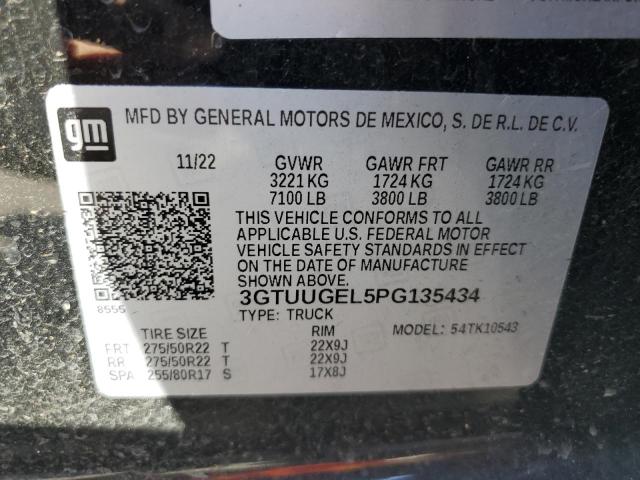 gm
MFD BY GENERAL MOTORS DE MEXICO, S. DE R.L. DE C.V.
11/22 GVWR GAWR FRT GAWR RR
3221 KG 1724 KG 1724 KG
7100 LB 3800 LB 3800 LB
THIS VEHICLE CONFORMS TO ALL
APPLICABLE U.S. FEDERAL MOTOR
VEHICLE SAFETY STANDARDS IN EFFECT
ON THE DATE OF MANUFACTURE
SHOWN ABOVE.
8555 3GTUUGEL5PG135434
TYPE: TRUCK
TIRE SIZE RIM MODEL: 54TK10543
FRT 275/50R22 T 22X9J
RR 275/50R22 T 22X9J
SPA 255/80R17 S 17X8J